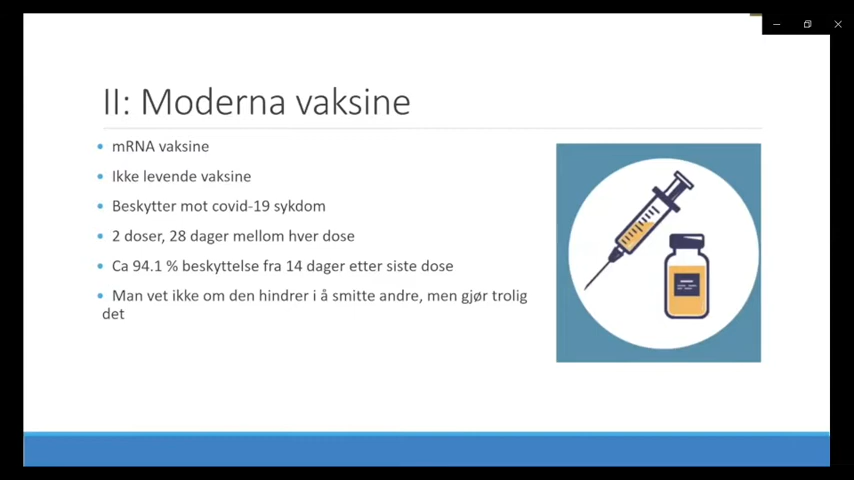 II: Moderna vaksine
• mRNA vaksine
• Ikke levende vaksine
• Beskytter mot covid-19 sykdom
• 2 doser, 28 dager mellom hver dose
• Ca 94.1 % beskyttelse fra 14 dager etter siste dose
• Man vet ikke om den hindrer i å smitte andre, men gjør trolig
det